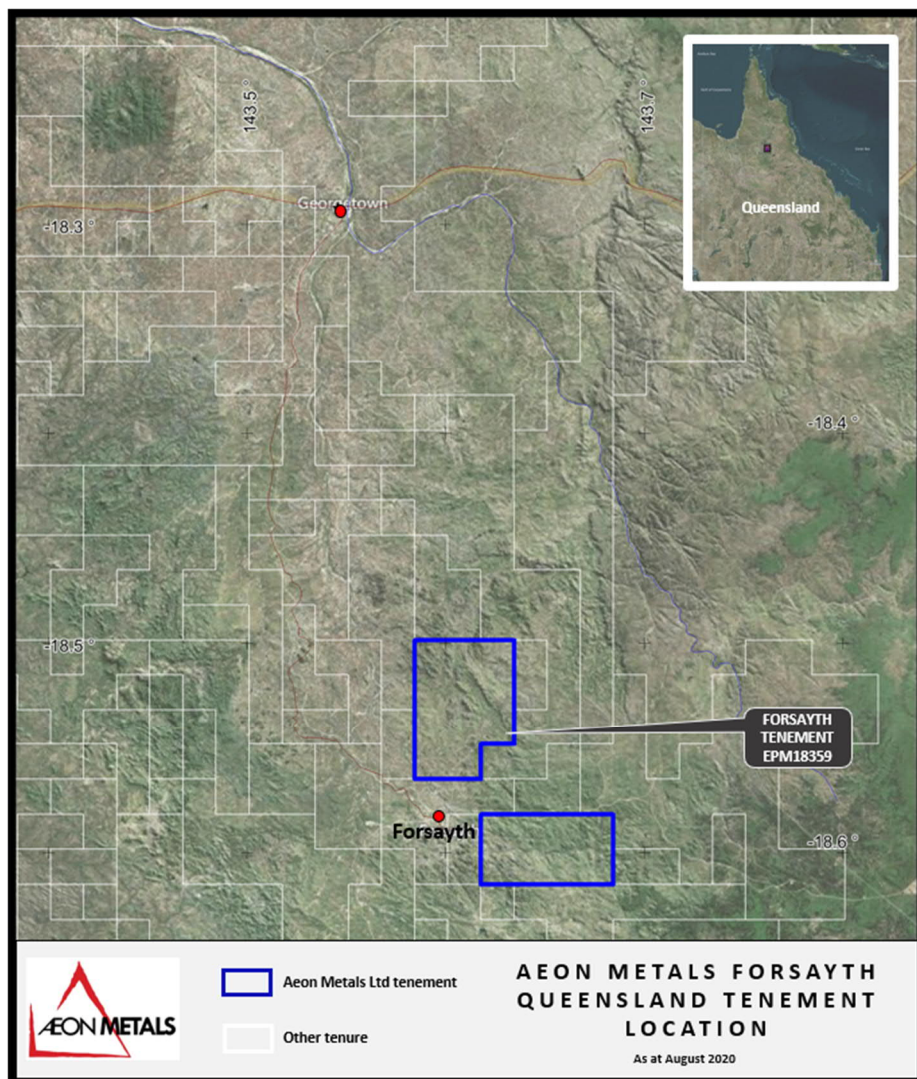 143.5 °
143.7 °
Queensland
Georgetown
-18.3 °
-18.4 °
-18.5 °
FORSAYTH
TENEMENT
EPM18359
Forsayth
-18.6 °
AEON METALS
Aeon Metals Ltd tenement
Other tenure
AEON METALS FORSAYTH
QUEENSLAND TENEMENT
LOCATION
As at August 2020